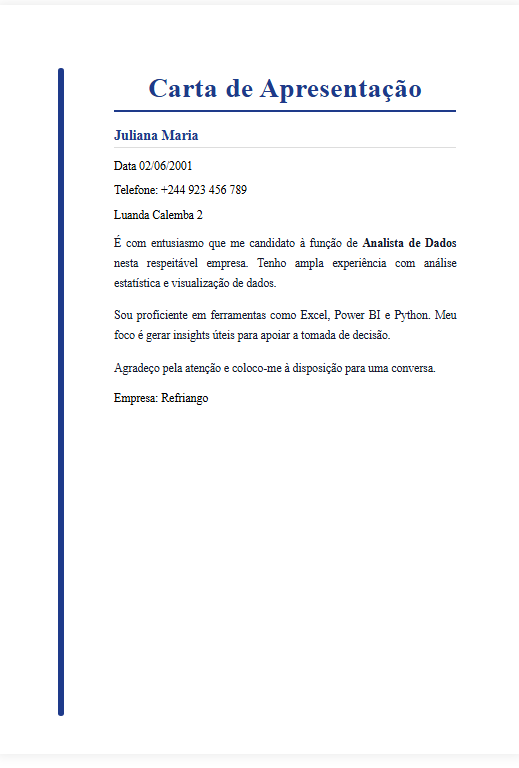 Carta de Apresentação
Juliana Maria
Data 02/06/2001
Telefone: +244 923 456 789
Luanda Calemba 2
É com entusiasmo que me candidato à função de Analista de Dados
nesta respeitável empresa. Tenho ampla experiência com análise
estatística e visualização de dados.
Sou proficiente em ferramentas como Excel, Power BI e Python. Meu
foco é gerar insights úteis para apoiar a tomada de decisão.
Agradeço pela atenção e coloco-me à disposição para uma conversa.
Empresa: Refriango